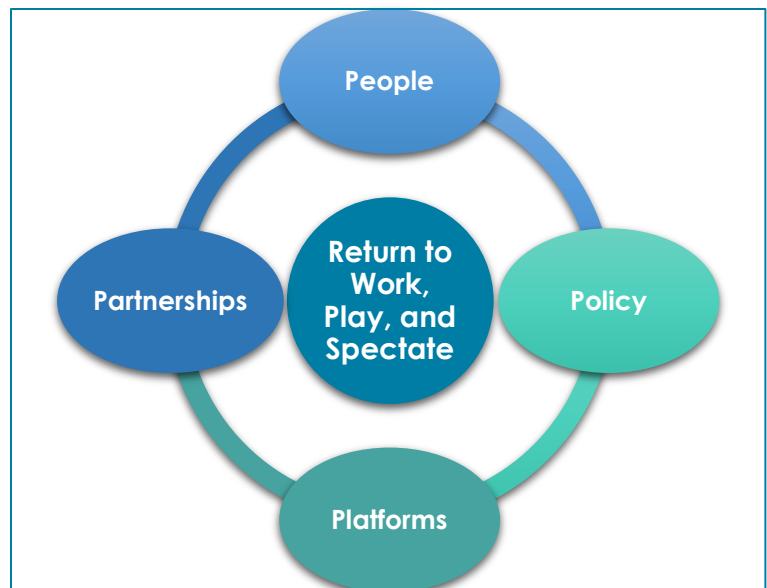 People
Return to
Work,
Play, and
Spectate
Partnerships
Policy
Platforms